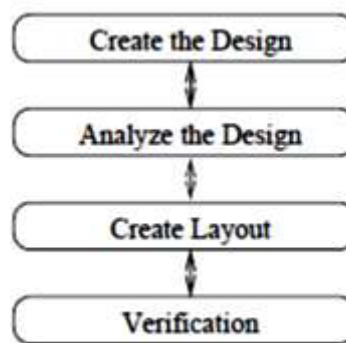 Create the Design
Analyze the Design
Create Layout
Verification